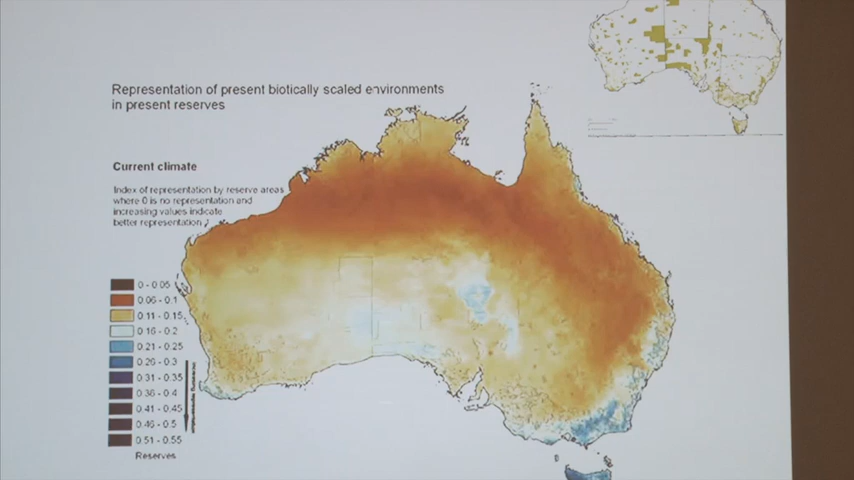 Representation of present biotically scaled environments
in present reserves
Current climate
Index of representation by reserve areas
where 0 is no representation and
increasing values indicate
better representation
0 - 0.05
0.06 - 0.1
0.11 - 0.15
0.16 - 0.2
0.21 - 0.25
0.26 - 0.3
0.31 - 0.35
0.36 - 0.4
0.41 - 0.45
0.46 - 0.5
0.51 - 0.55
Reserves